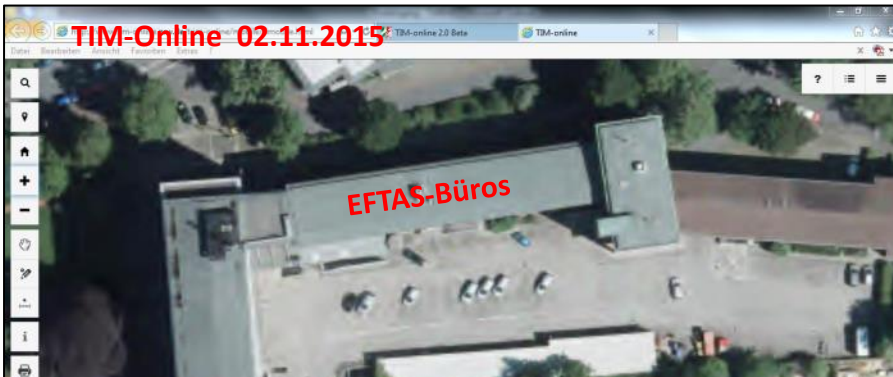 TIM-Online 02.11.2015
TIM-online 2.0 Beta
TIM-online
Datei Bearbeiten Ansicht Favoriten Extras ?
EFTAS-Büros